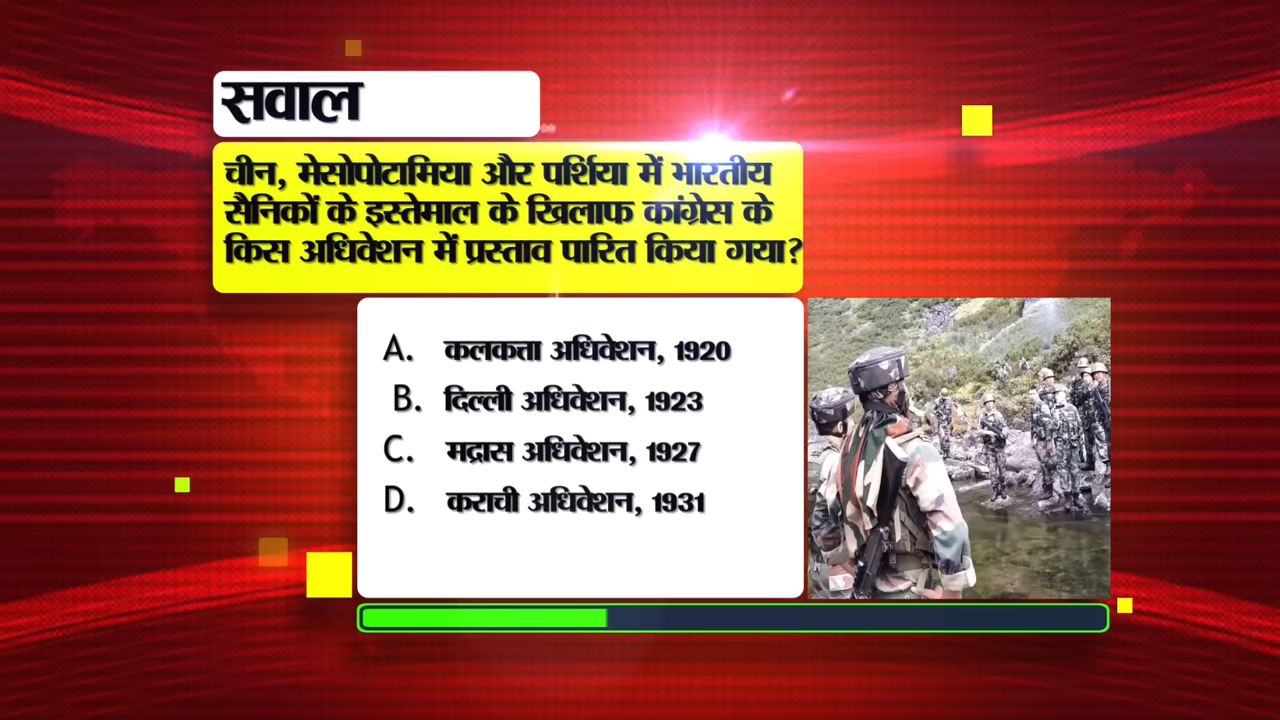 सवाल
चीन, मेसोपोटामिया और पर्शिया में भारतीय
सैनिकों के इस्तेमाल के खिलाफ कांग्रेस के
किस अधिवेशन में प्रस्ताव पारित किया गया?
A. कलकत्ता अधिवेशन, 1920
B. दिल्ली अधिवेशन, 1923
C. मद्रास अधिवेशन, 1927
D. कराची अधिवेशन, 1931